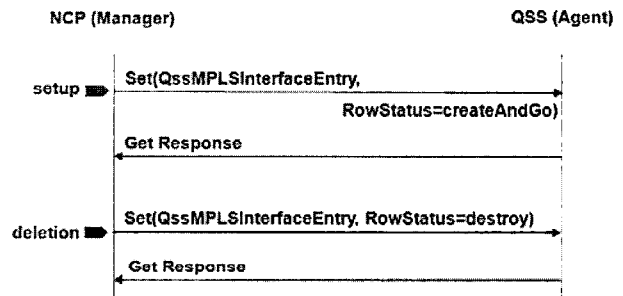 NCP (Manager)
QSS (Agent)
setup
Set(QssMPLSInterfaceEntry,
RowStatus=createAndGo)
Get Response
deletion
Set(QssMPLSInterfaceEntry, RowStatus=destroy)
Get Response